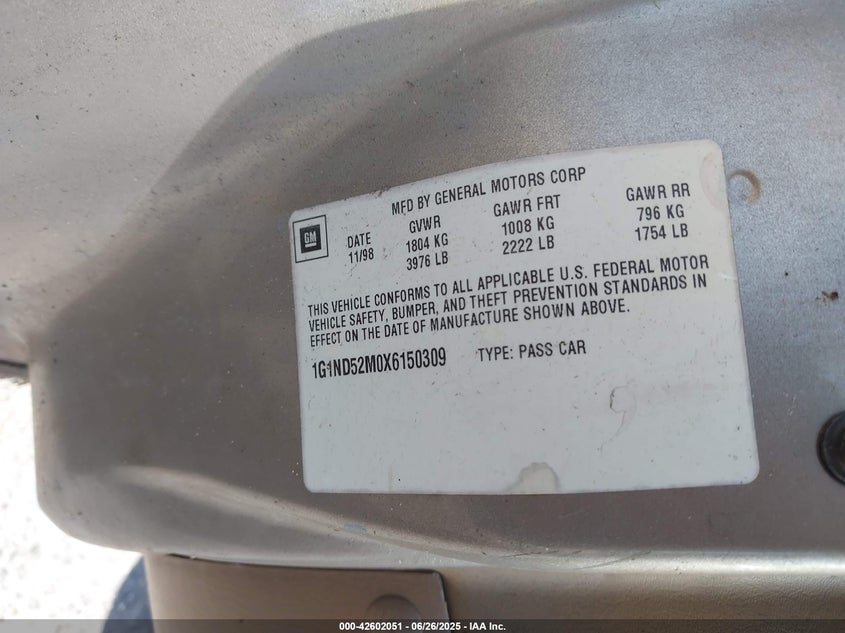 MFD BY GENERAL MOTORS CORP
GM
DATE GVWR GAWR FRT GAWR RR
11/98 1804 KG 1008 KG 796 KG
3976 LB 2222 LB 1754 LB
THIS VEHICLE CONFORMS TO ALL APPLICABLE U.S. FEDERAL MOTOR
VEHICLE SAFETY, BUMPER, AND THEFT PREVENTION STANDARDS IN
EFFECT ON THE DATE OF MANUFACTURE SHOWN ABOVE.
1G1ND52M0X6150309 TYPE: PASS CAR
000-42602051 - 06/26/2025 - IAA Inc.